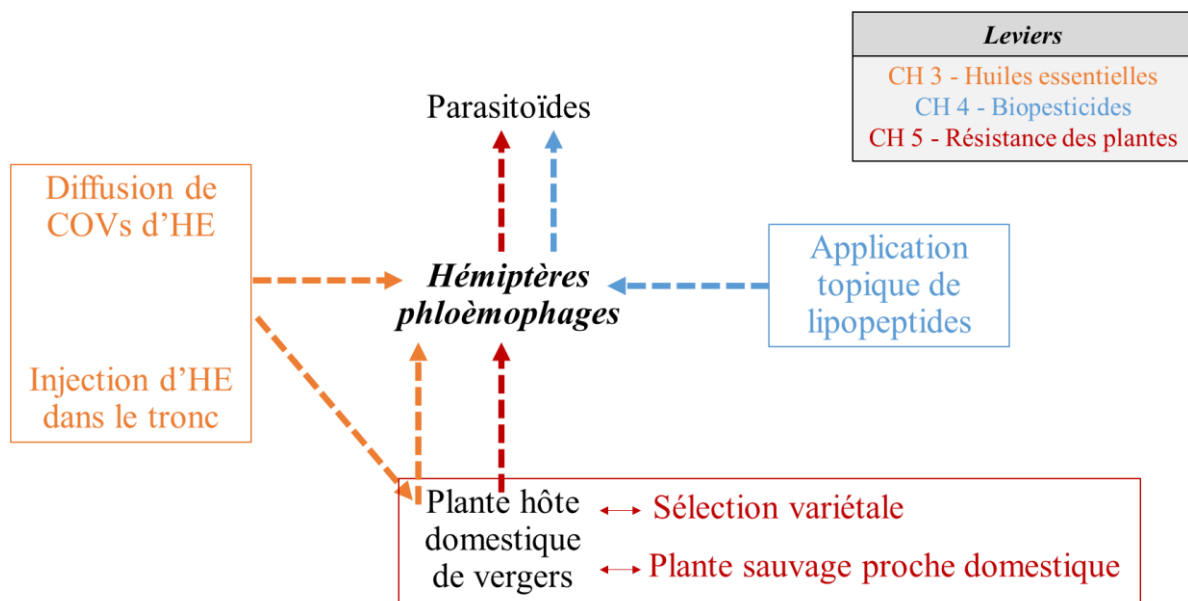 Leviers
CH 3 - Huiles essentielles
CH 4 - Biopesticides
CH 5 - Résistance des plantes
Parasitoïdes
Diffusion de
COVs d'HE
Injection d'HE
dans le tronc
Hémiptères
phloèmophages
Application
topique de
lipopeptides
Plante hôte
domestique
de vergers
Sélection variétale
Plante sauvage proche domestique